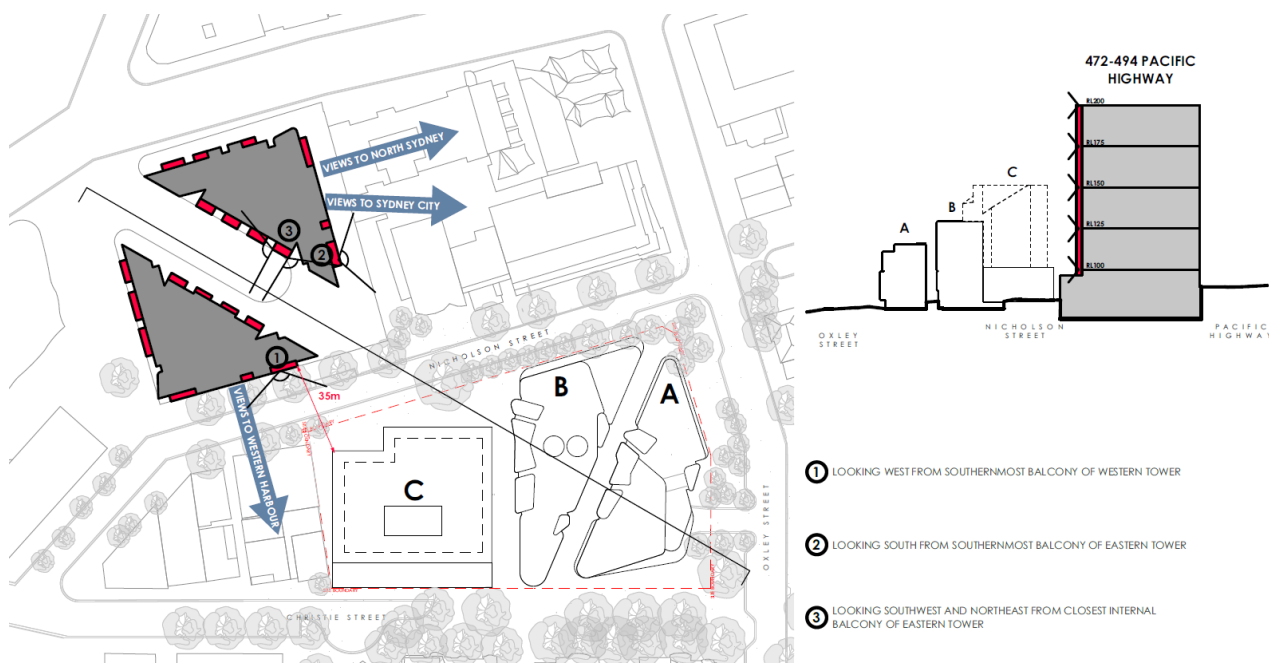 472-494 PACIFIC
HIGHWAY
RL200
RL175
RL150
RL125
RL100
C
B
A
OXLEY
STREET
NICHOLSON
STREET
PACIFIC
HIGHWAY
VIEWS TO NORTH SYDNEY
VIEWS TO SYDNEY CITY
3
2
1
VIEWS TO WESTERN HARBOUR
35m
NICHOLSON STREET
B
A
C
OXLEY STREET
BOUNDARY
CHRISTIE STREET
1 LOOKING WEST FROM SOUTHERNMOST BALCONY OF WESTERN TOWER
2 LOOKING SOUTH FROM SOUTHERNMOST BALCONY OF EASTERN TOWER
3 LOOKING SOUTHWEST AND NORTHEAST FROM CLOSEST INTERNAL
BALCONY OF EASTERN TOWER